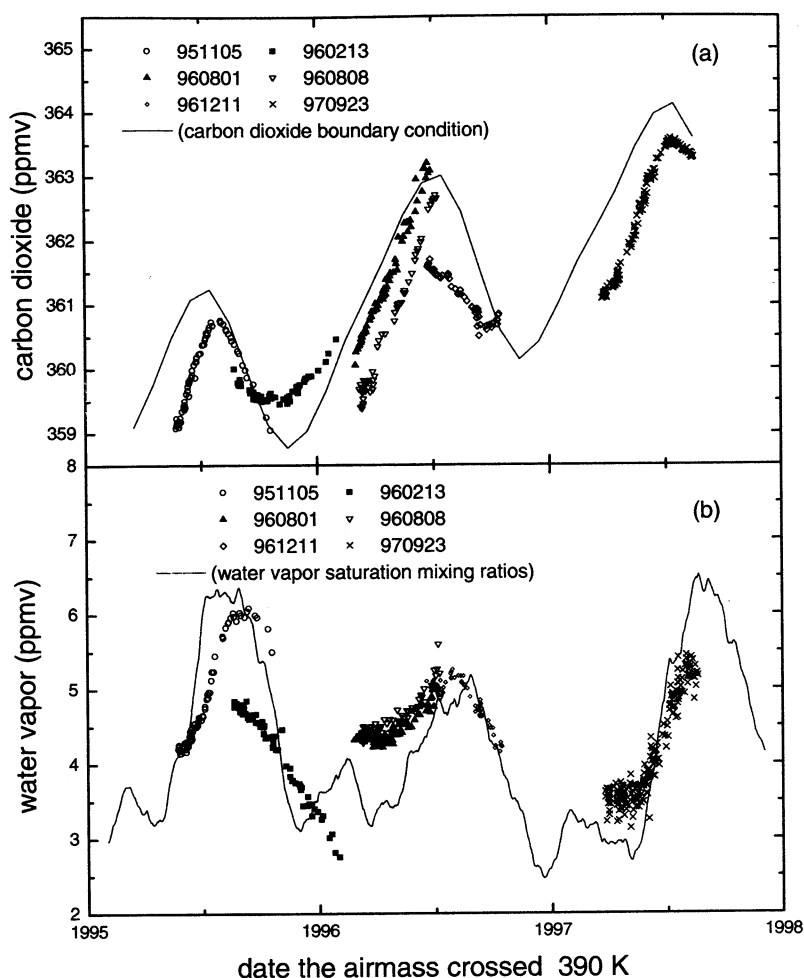 365
364
363
362
361
360
359
carbon dioxide (ppmv)
(a)
951105 960213
960801 960808
961211 970923
(carbon dioxide boundary condition)
8
7
6
5
4
3
2
water vapor (ppmv)
(b)
951105 960213
960801 960808
961211 970923
(water vapor saturation mixing ratios)
1995 1996 1997 1998
date the airmass crossed 390 K